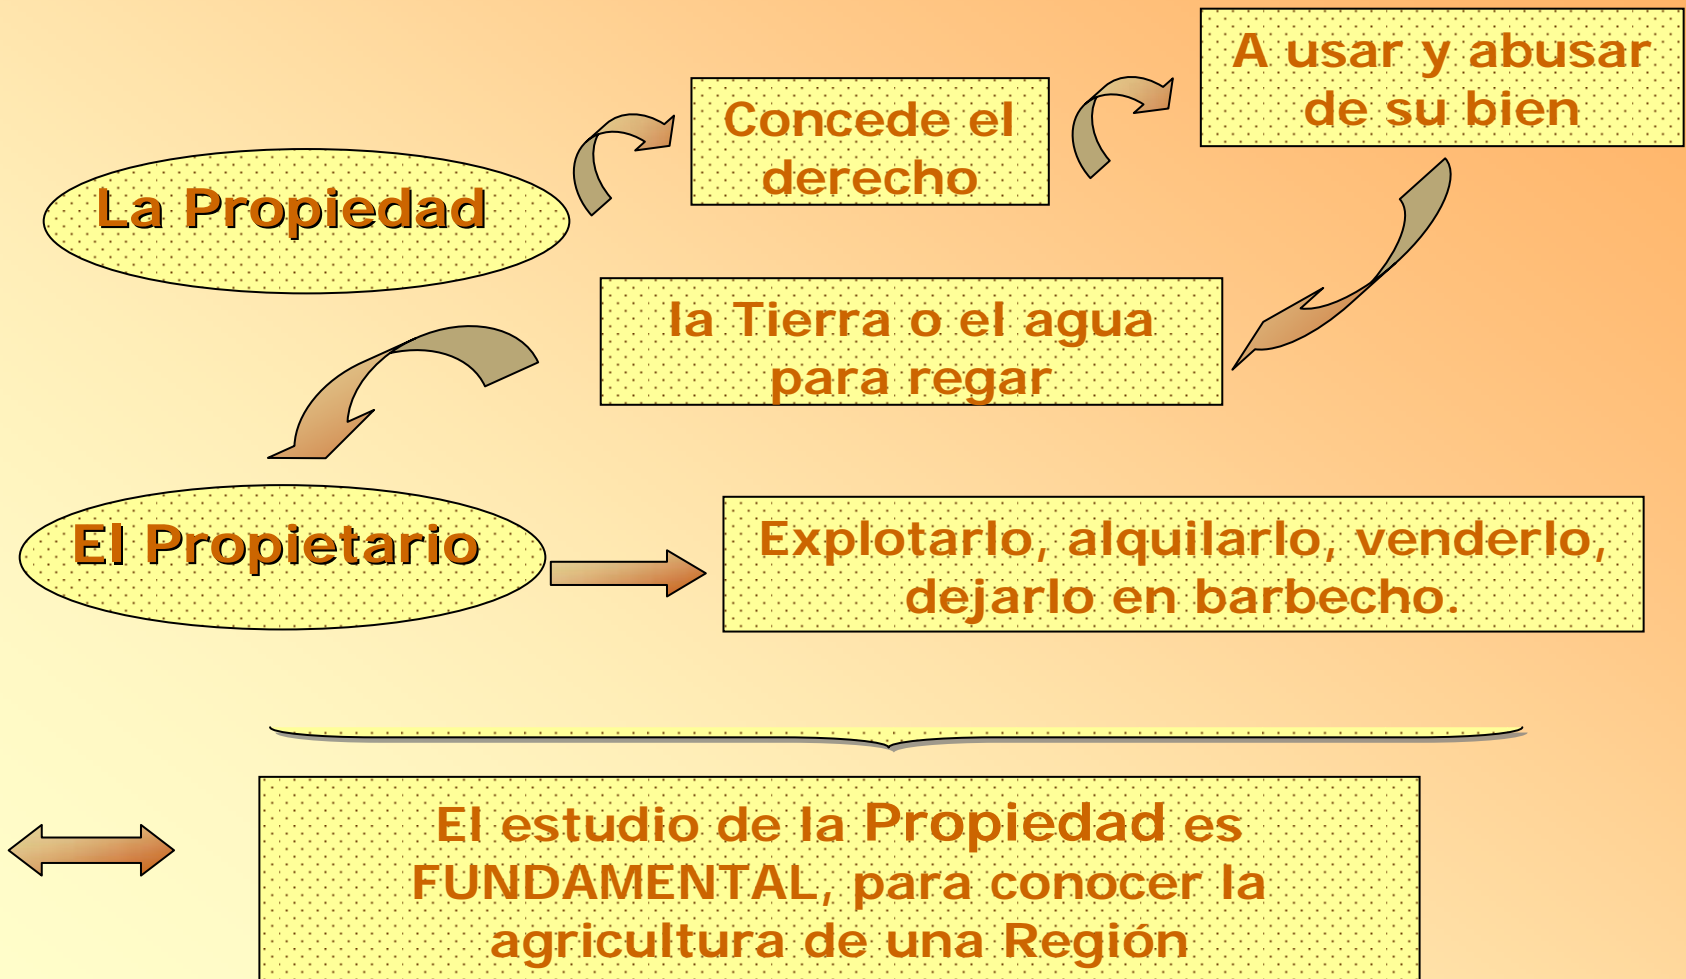 La Propiedad
Concede el
derecho
A usar y abusar
de su bien
la Tierra o el agua
para regar
El Propietario
Explotarlo, alquilarlo, venderlo,
dejarlo en barbecho.
El estudio de la Propiedad es
FUNDAMENTAL, para conocer la
agricultura de una Región